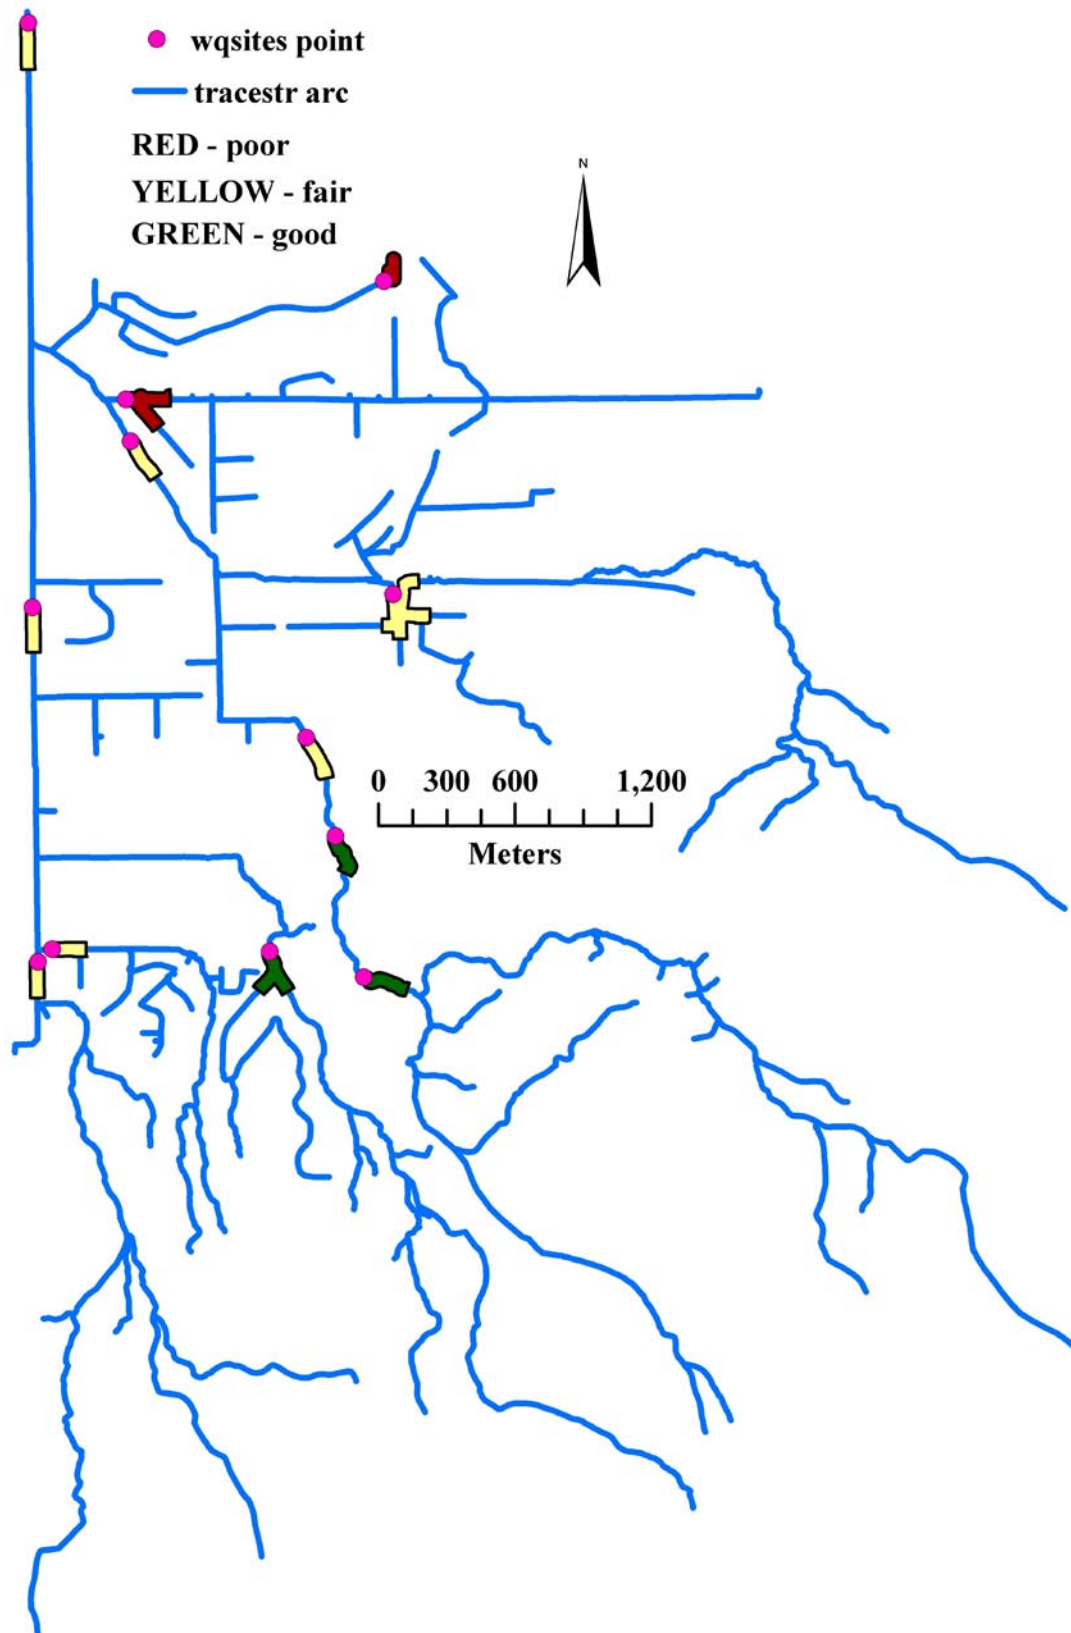 wqsites point
tracestr arc
RED - poor
YELLOW - fair
GREEN - good
N
0 300 600 1,200
Meters